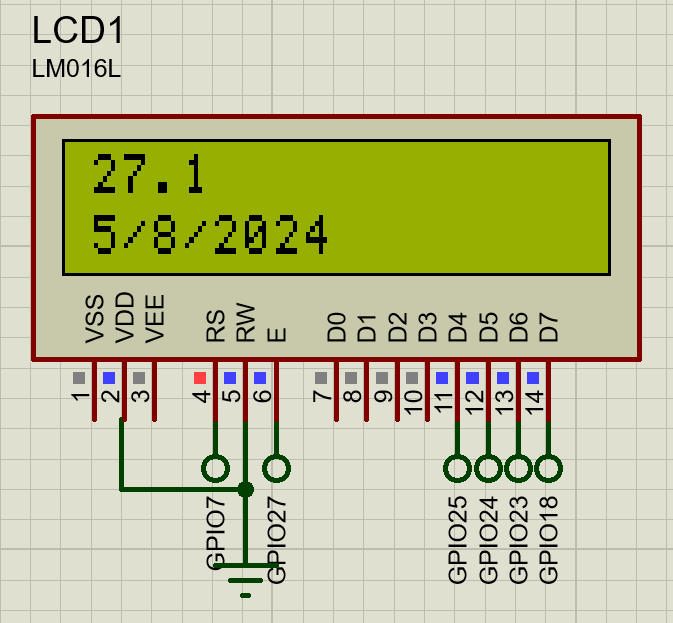 LCD1
LM016L
27.1
5/8/2024
VSS VDD VEE RS RW E D0 D1 D2 D3 D4 D5 D6 D7
1 2 3 4 5 6 7 8 9 10 11 12 13 14
GPIO7 GPIO27 GPIO25 GPIO24 GPIO23 GPIO18